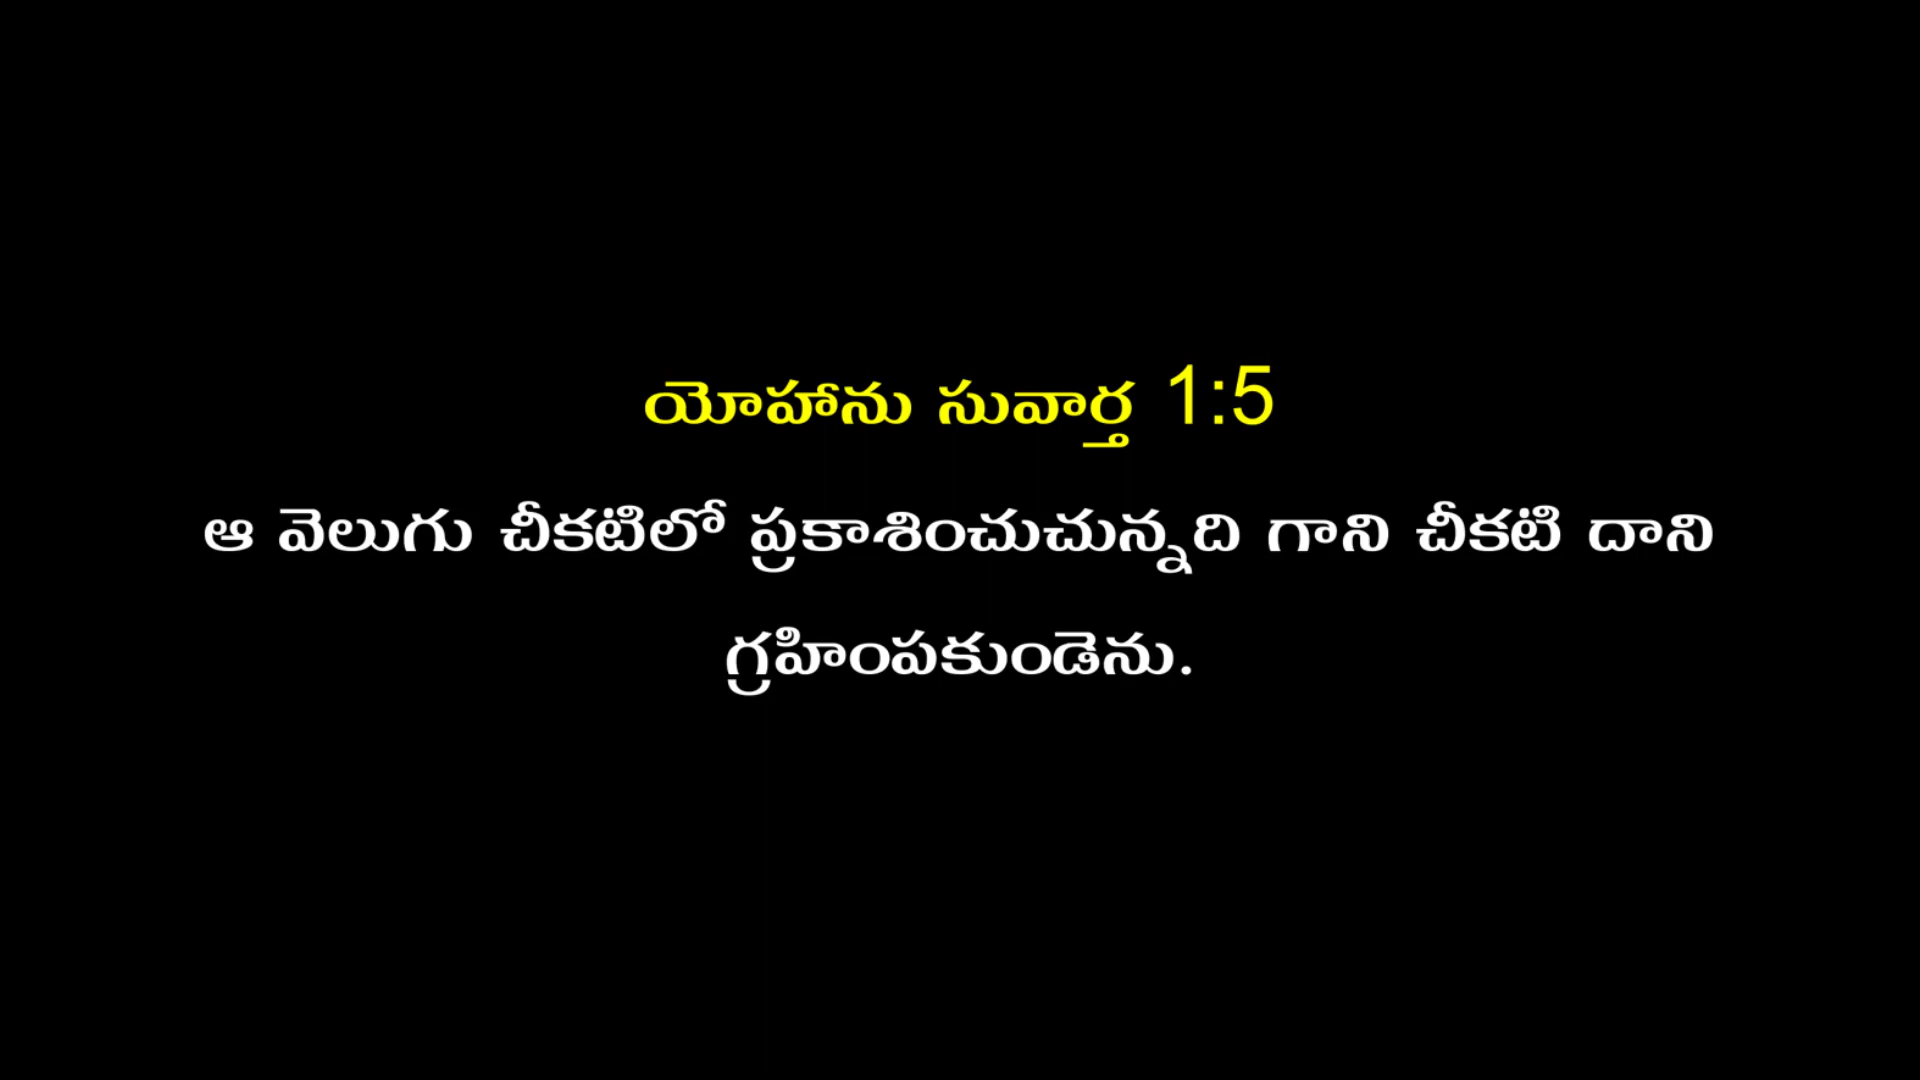 యోహాను సువార్త 1:5
ఆ వెలుగు చీకటిలో ప్రకాశించుచున్నది గాని చీకటి దాని
గ్రహింపకుండెను.